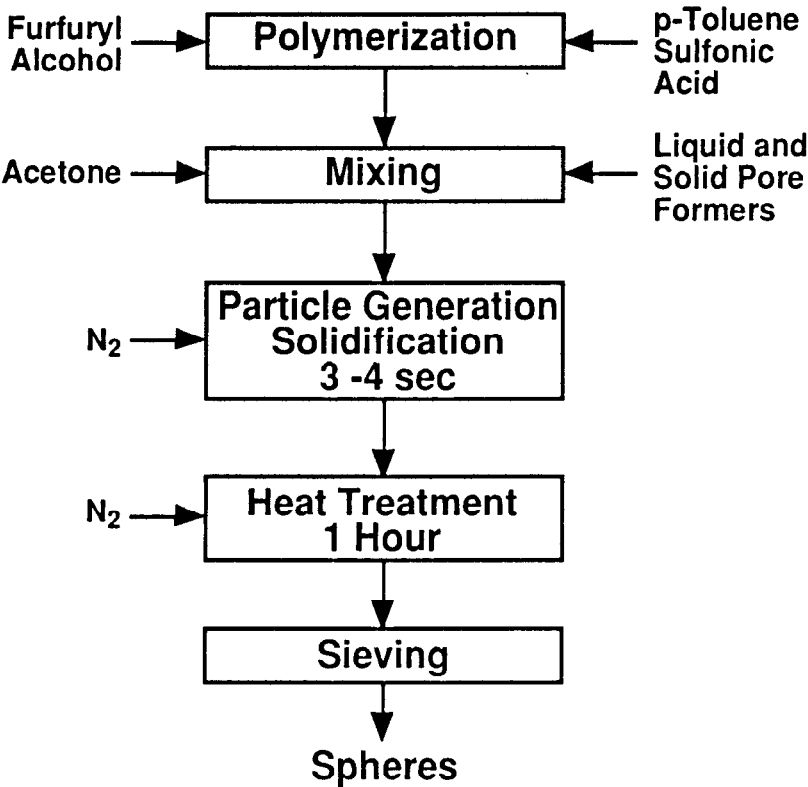 Furfuryl
Alcohol
Polymerization
p-Toluene
Sulfonic
Acid
Acetone
Mixing
Liquid and
Solid Pore
Formers
N2
Particle Generation
Solidification
3 -4 sec
N2
Heat Treatment
1 Hour
Sieving
Spheres